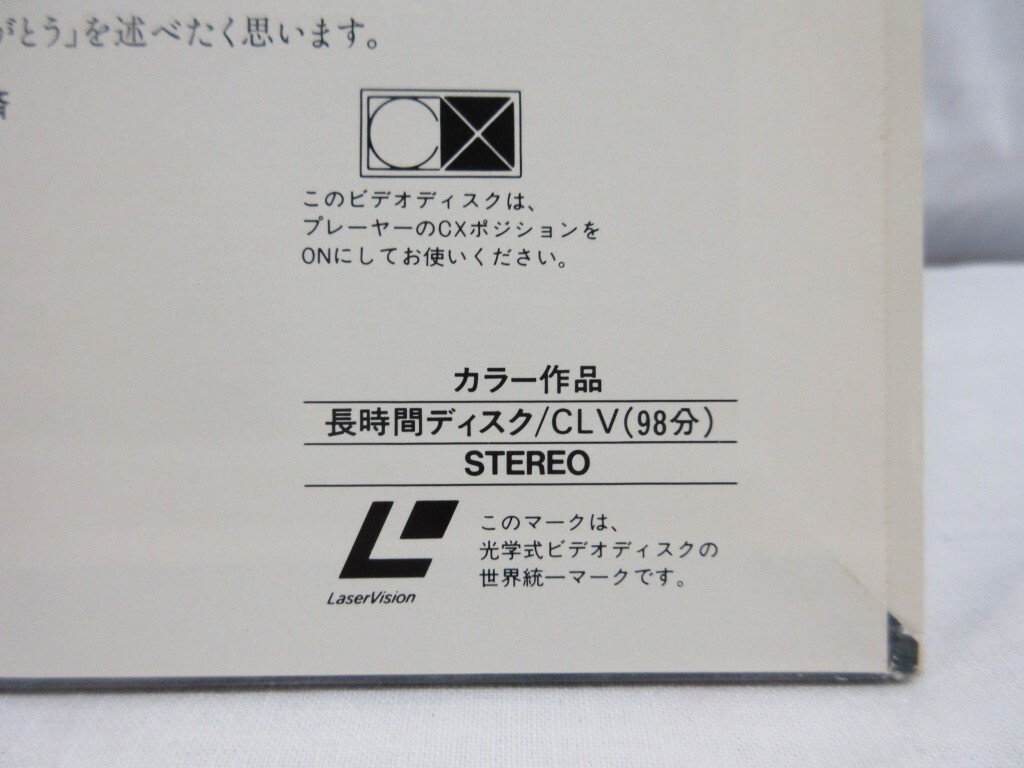 がとう」を述べたく思います。
済
CX
このビデオディスクは、
プレーヤーのCXポジションを
ONにしてお使いください。
カラー作品
長時間ディスク/CLV(98分)
STEREO
LaserVision
このマークは、
光学式ビデオディスクの
世界統一マークです。